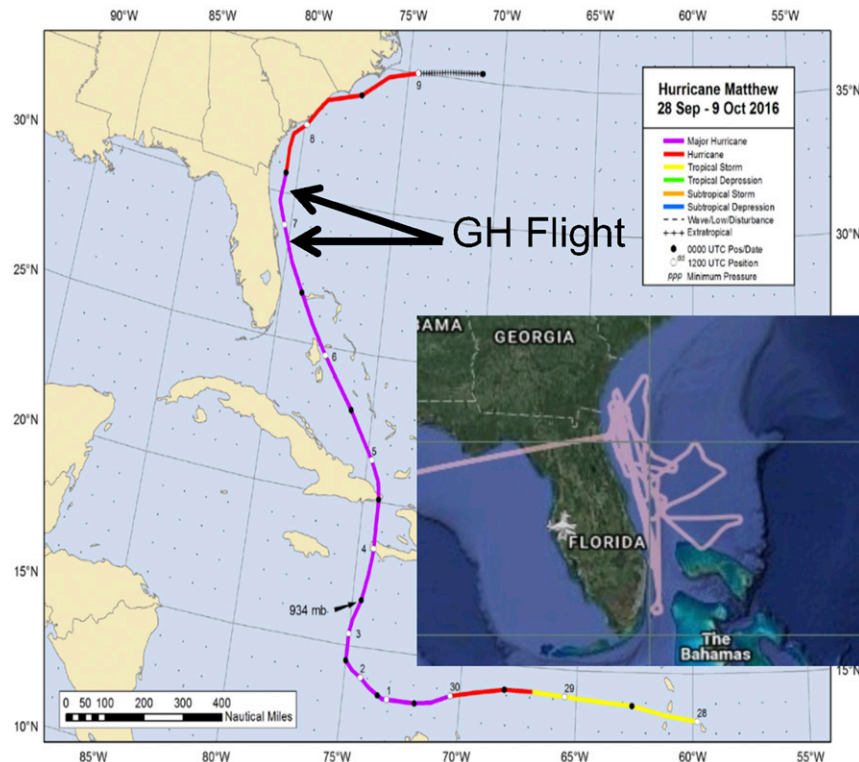 90°W 85°W 80°W 75°W 70°W 65°W 60°W 55°W
Hurricane Matthew
28 Sep - 9 Oct 2016
Major Hurricane
Hurricane
Tropical Storm
Tropical Depression
Subtropical Storm
Subtropical Depression
Wave/Low/Disturbance
Extratropical
0000 UTC Pos/Date
dd 1200 UTC Position
ppp Minimum Pressure
35°N
30°N
30°N
25°N
20°N
15°N
15°N
10°N
9
8
7
GH Flight
6
5
4
934 mb
3
2
1
30
29
28
AMA
GEORGIA
FLORIDA
The
Bahamas
0 50 100 200 300 400
Nautical Miles
85°W 80°W 75°W 70°W 65°W 60°W